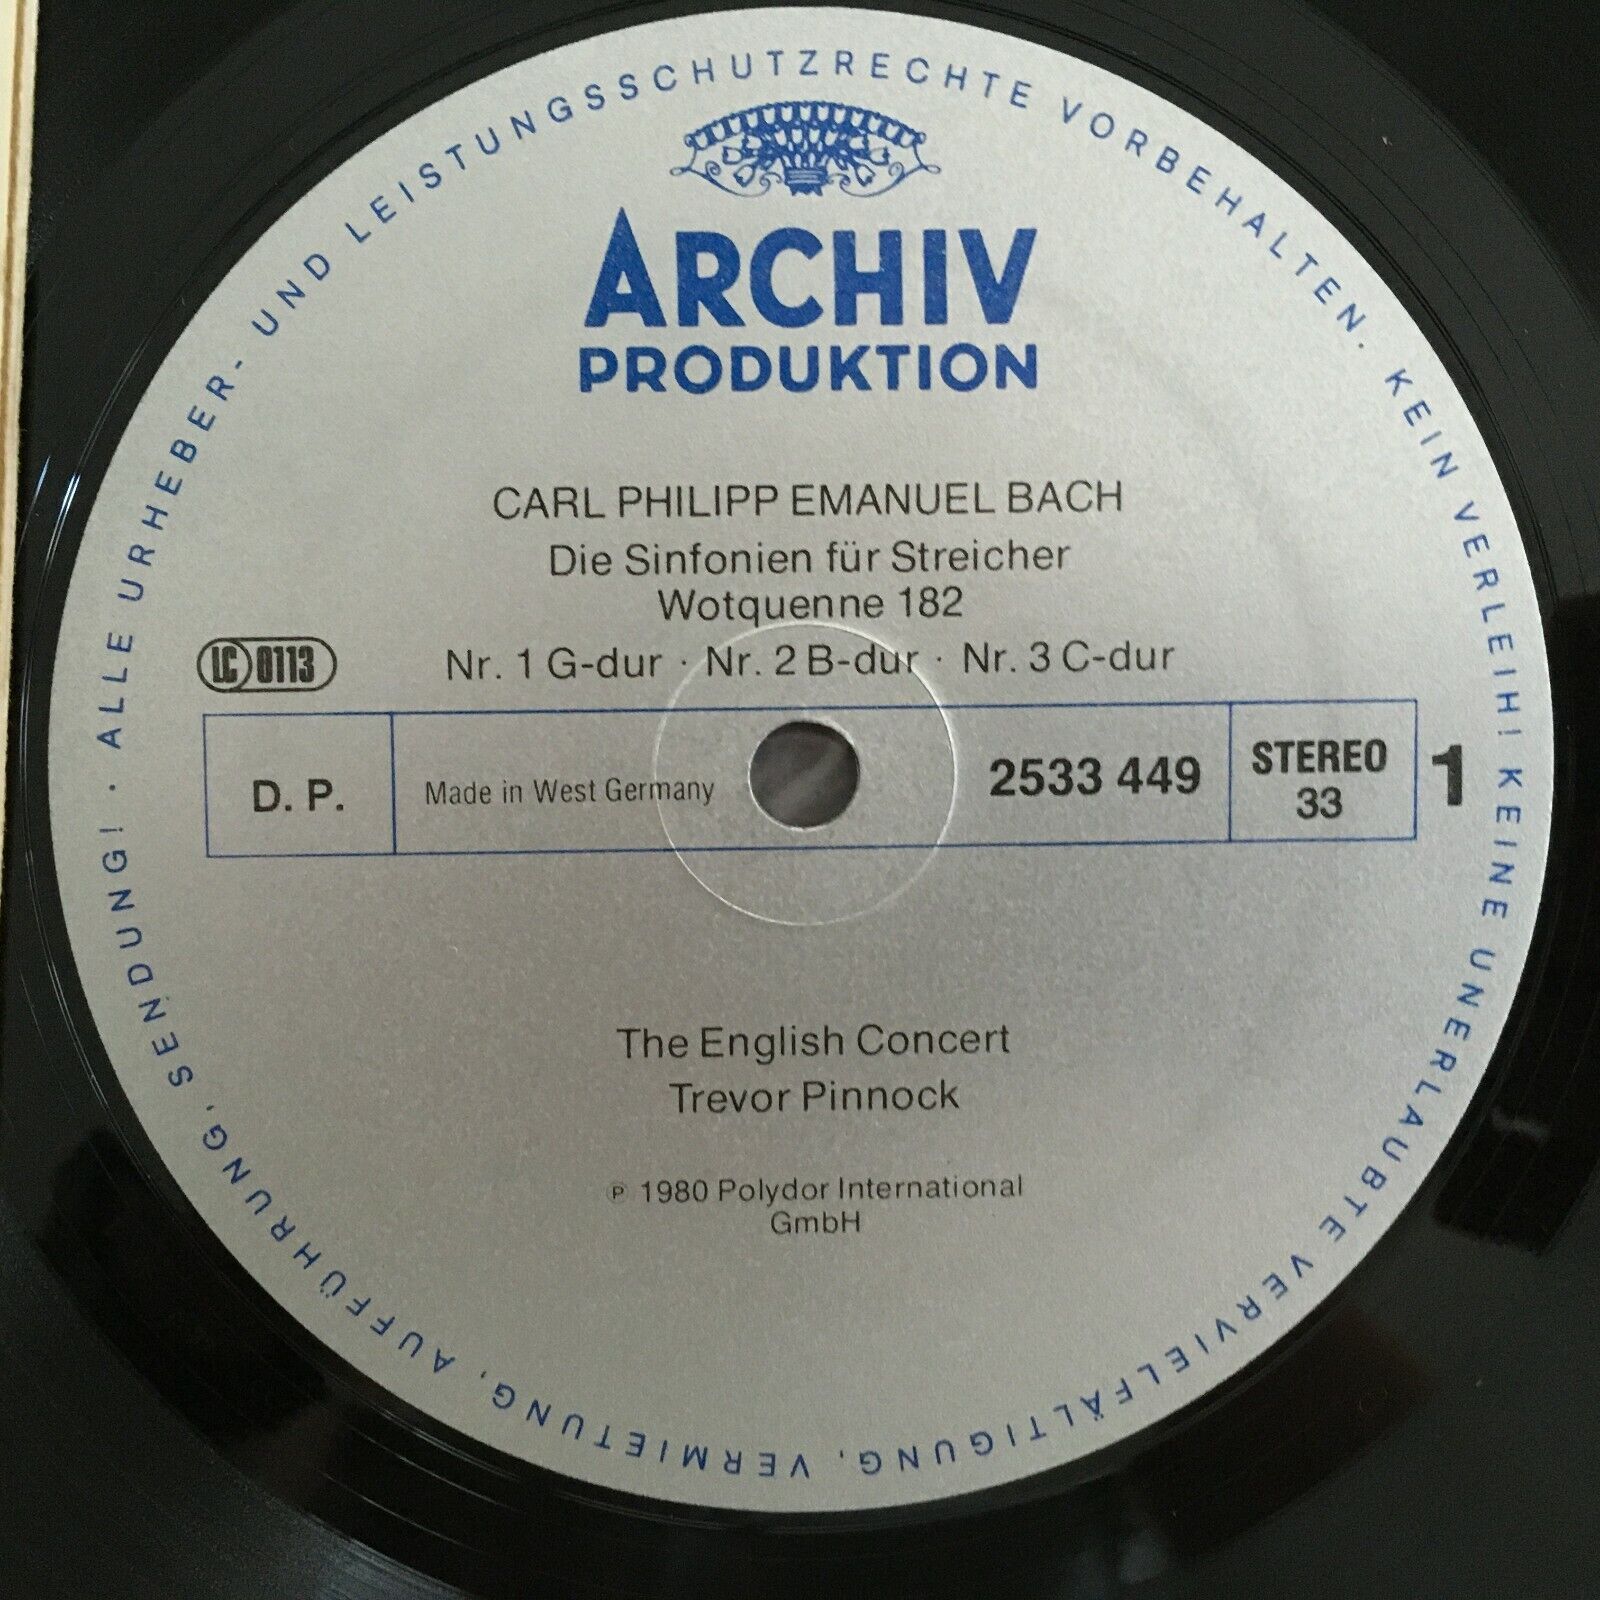 ALLE URHEBER- UND LEISTUNGSSCHUTZRECHTE VORBEHALTEN. KEIN VERLEIH! KEINE UNERLAUBTE VERVIELFÄLTIGUNG, VERMIETUNG, AUFFÜHRUNG, SENDUNG! ·
ARCHIV
PRODUKTION
CARL PHILIPP EMANUEL BACH
Die Sinfonien für Streicher
Wotquenne 182
LC 0113
Nr. 1 G-dur · Nr. 2 B-dur · Nr. 3 C-dur
D. P.
Made in West Germany
2533 449
STEREO
33
1
The English Concert
Trevor Pinnock
℗ 1980 Polydor International
GmbH